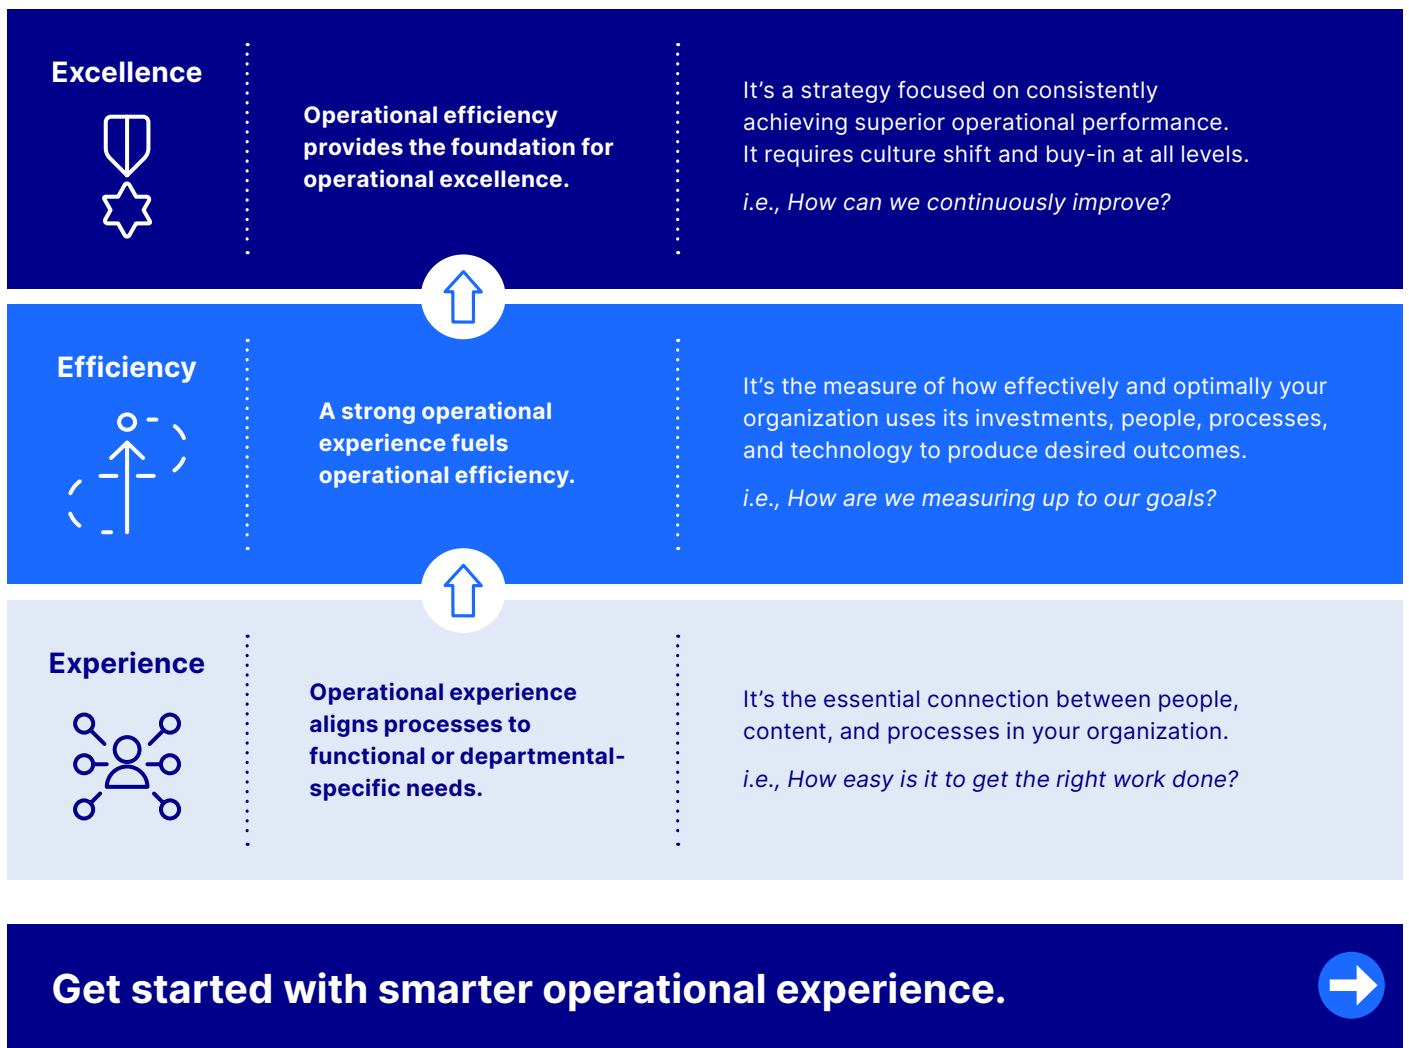 Excellence
Operational efficiency
provides the foundation for
operational excellence.
It’s a strategy focused on consistently
achieving superior operational performance.
It requires culture shift and buy-in at all levels.
i.e., How can we continuously improve?
Efficiency
A strong operational
experience fuels
operational efficiency.
It’s the measure of how effectively and optimally your
organization uses its investments, people, processes,
and technology to produce desired outcomes.
i.e., How are we measuring up to our goals?
Experience
Operational experience
aligns processes to
functional or departmental-
specific needs.
It’s the essential connection between people,
content, and processes in your organization.
i.e., How easy is it to get the right work done?
Get started with smarter operational experience.